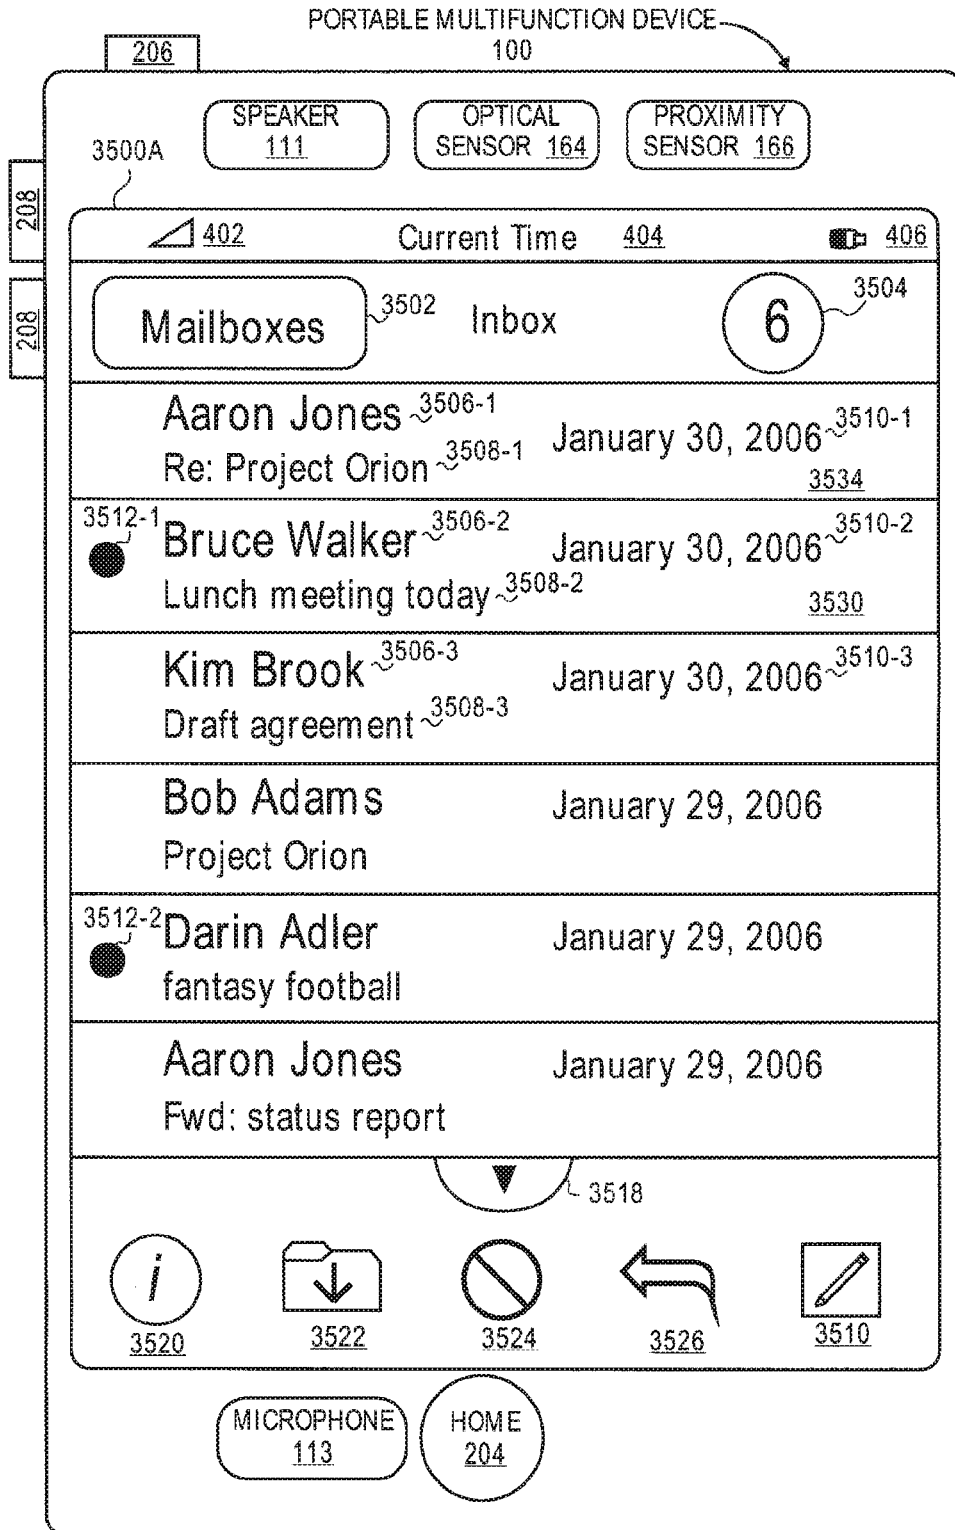 PORTABLE MULTIFUNCTION DEVICE
100
206
SPEAKER
111
OPTICAL
SENSOR 164
PROXIMITY
SENSOR 166
3500A
208
208
402
Current Time 404
406
Mailboxes
3502
Inbox
6
3504
Aaron Jones 3506-1
January 30, 2006 3510-1
Re: Project Orion 3508-1
3534
3512-1
Bruce Walker 3506-2
January 30, 2006 3510-2
Lunch meeting today 3508-2
3530
Kim Brook 3506-3
January 30, 2006 3510-3
Draft agreement 3508-3
Bob Adams
January 29, 2006
Project Orion
3512-2
Darin Adler
January 29, 2006
fantasy football
Aaron Jones
January 29, 2006
Fwd: status report
3518
i
3520
3522
3524
3526
3510
MICROPHONE
113
HOME
204